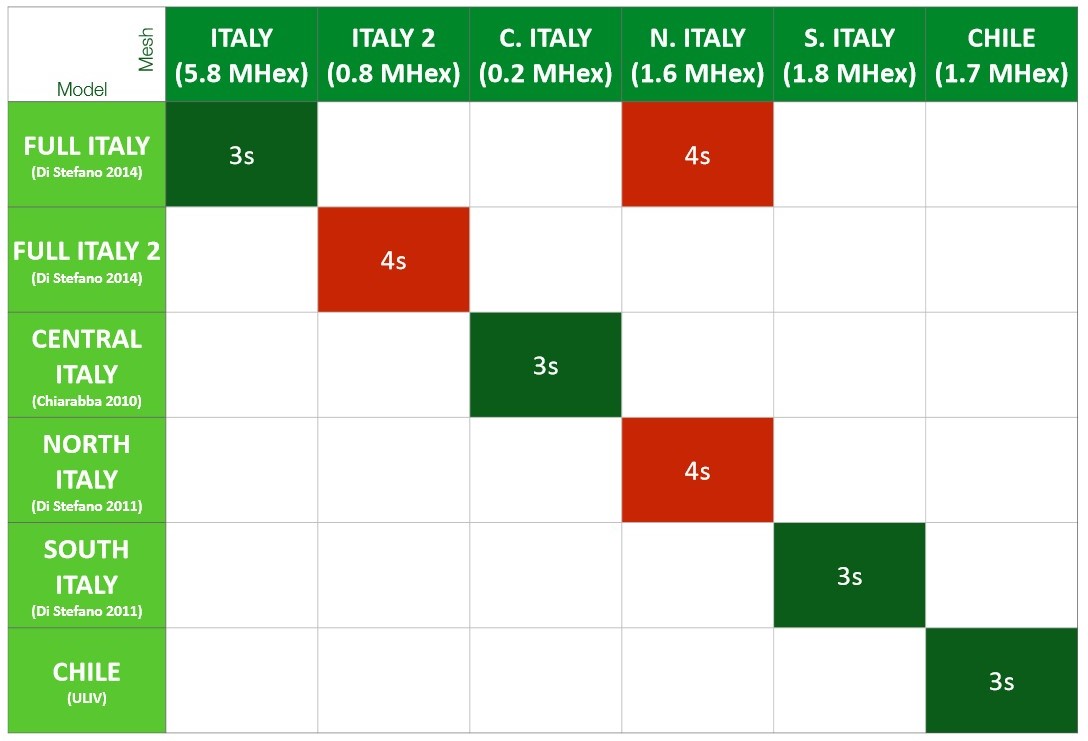 Mesh
Model
ITALY
(5.8 MHex)
ITALY 2
(0.8 MHex)
C. ITALY
(0.2 MHex)
N. ITALY
(1.6 MHex)
S. ITALY
(1.8 MHex)
CHILE
(1.7 MHex)
FULL ITALY
(Di Stefano 2014)
3s
4s
FULL ITALY 2
(Di Stefano 2014)
4s
CENTRAL
ITALY
(Chiarabba 2010)
3s
NORTH
ITALY
(Di Stefano 2011)
4s
SOUTH
ITALY
(Di Stefano 2011)
3s
CHILE
(ULIV)
3s